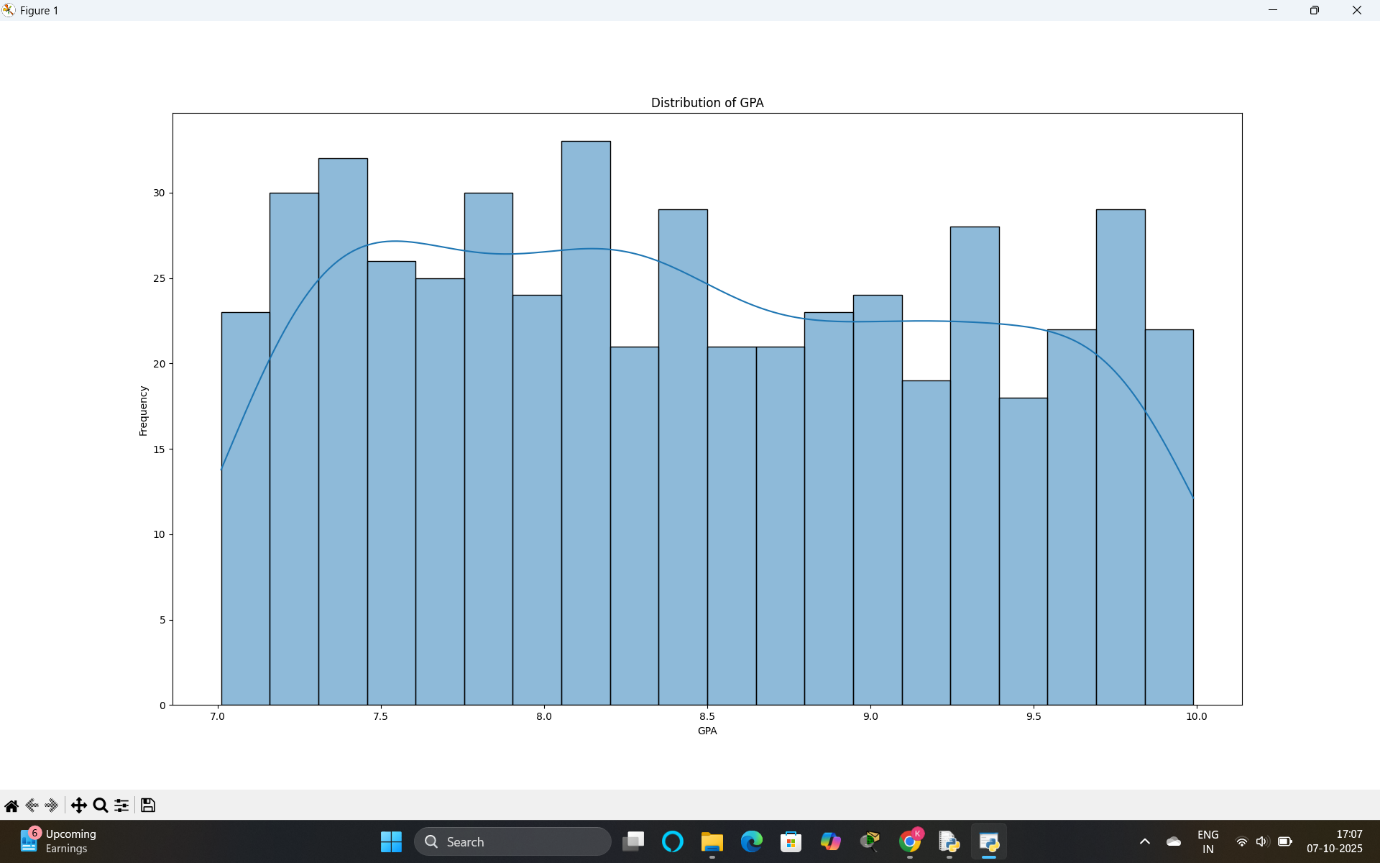 Figure 1
Distribution of GPA
30
25
20
15
10
5
0
Frequency
7.0 7.5 8.0 8.5 9.0 9.5 10.0
GPA
6
Upcoming
Earnings
Search
K
ENG
IN
17:07
07-10-2025